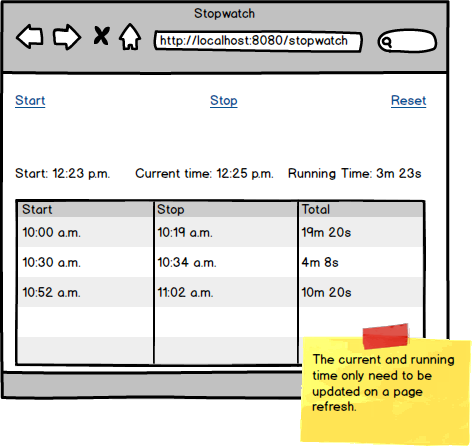 Stopwatch
http://localhost:8080/stopwatch
Start Stop Reset
Start: 12:23 p.m. Current time: 12:25 p.m. Running Time: 3m 23s
Start Stop Total
10:00 a.m. 10:19 a.m. 19m 20s
10:30 a.m. 10:34 a.m. 4m 8s
10:52 a.m. 11:02 a.m. 10m 20s
The current and running
time only need to be
updated on a page
refresh.